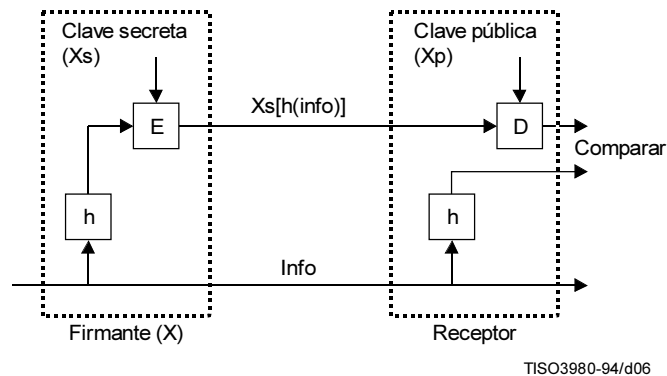 Clave secreta
(Xs)
Clave pública
(Xp)
E
Xs[h(info)]
D
Comparar
h
h
Info
Firmante (X)
Receptor
TISO3980-94/d06